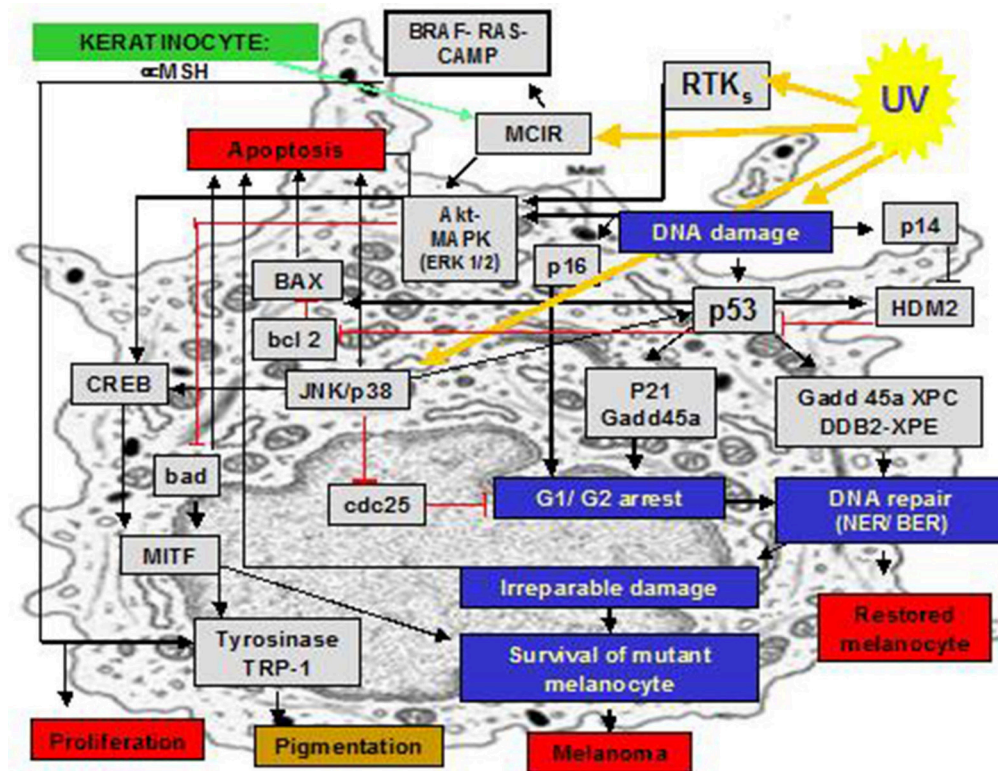 KERATINOCYTE:
∝MSH
BRAF- RAS-
CAMP
RTKs
UV
MCIR
Apoptosis
Akt-
MAPK
(ERK 1/2)
DNA damage
p14
p16
BAX
p53
HDM2
bcl 2
CREB
JNK/p38
P21
Gadd45a
Gadd 45a XPC
DDB2-XPE
bad
cdc25
G1/ G2 arrest
DNA repair
(NER/ BER)
MITF
Irreparable damage
Restored
melanocyte
Tyrosinase
TRP-1
Survival of mutant
melanocyte
Proliferation
Pigmentation
Melanoma